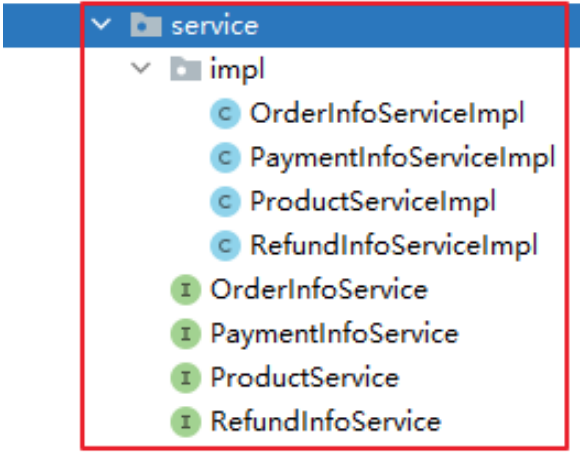 service
impl
C OrderInfoServiceImpl
C PaymentInfoServiceImpl
C ProductServiceImpl
C RefundInfoServiceImpl
I OrderInfoService
I PaymentInfoService
I ProductService
I RefundInfoService